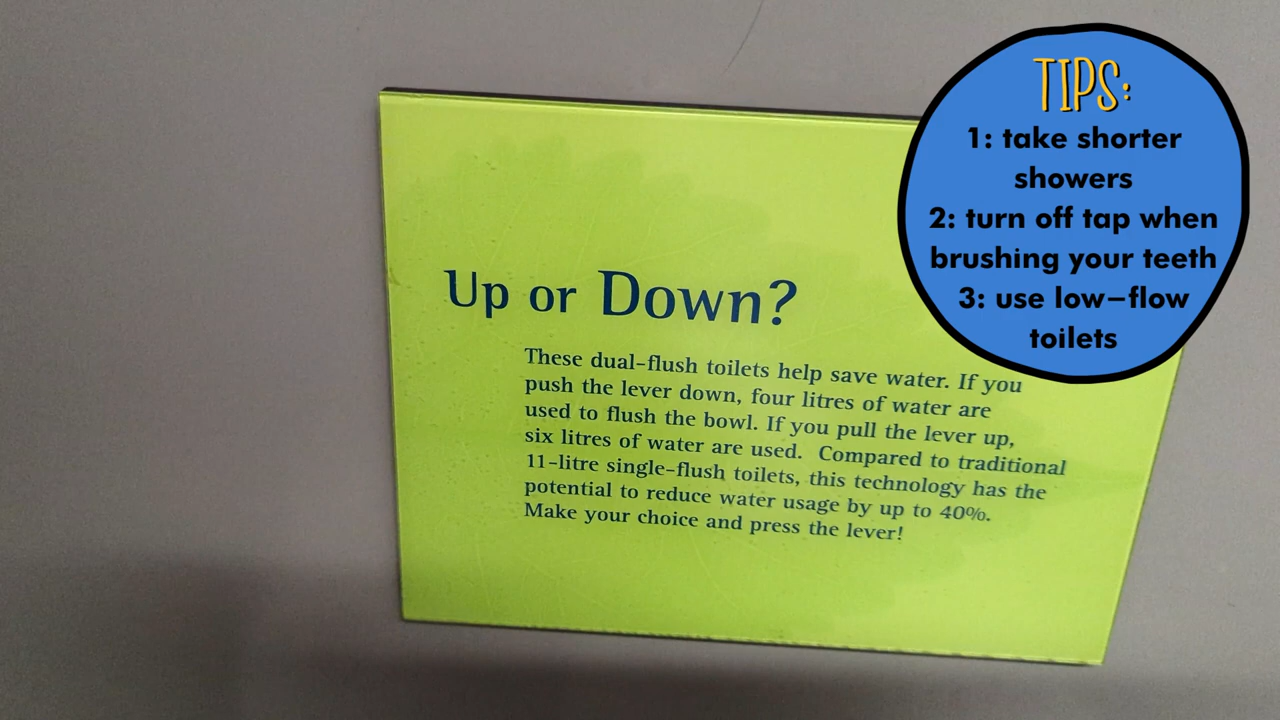 TIPS:
1: take shorter
showers
2: turn off tap when
brushing your teeth
3: use low-flow
toilets
Up or Down?
These dual-flush toilets help save water. If you
push the lever down, four litres of water are
used to flush the bowl. If you pull the lever up,
six litres of water are used. Compared to traditional
11-litre single-flush toilets, this technology has the
potential to reduce water usage by up to 40%.
Make your choice and press the lever!